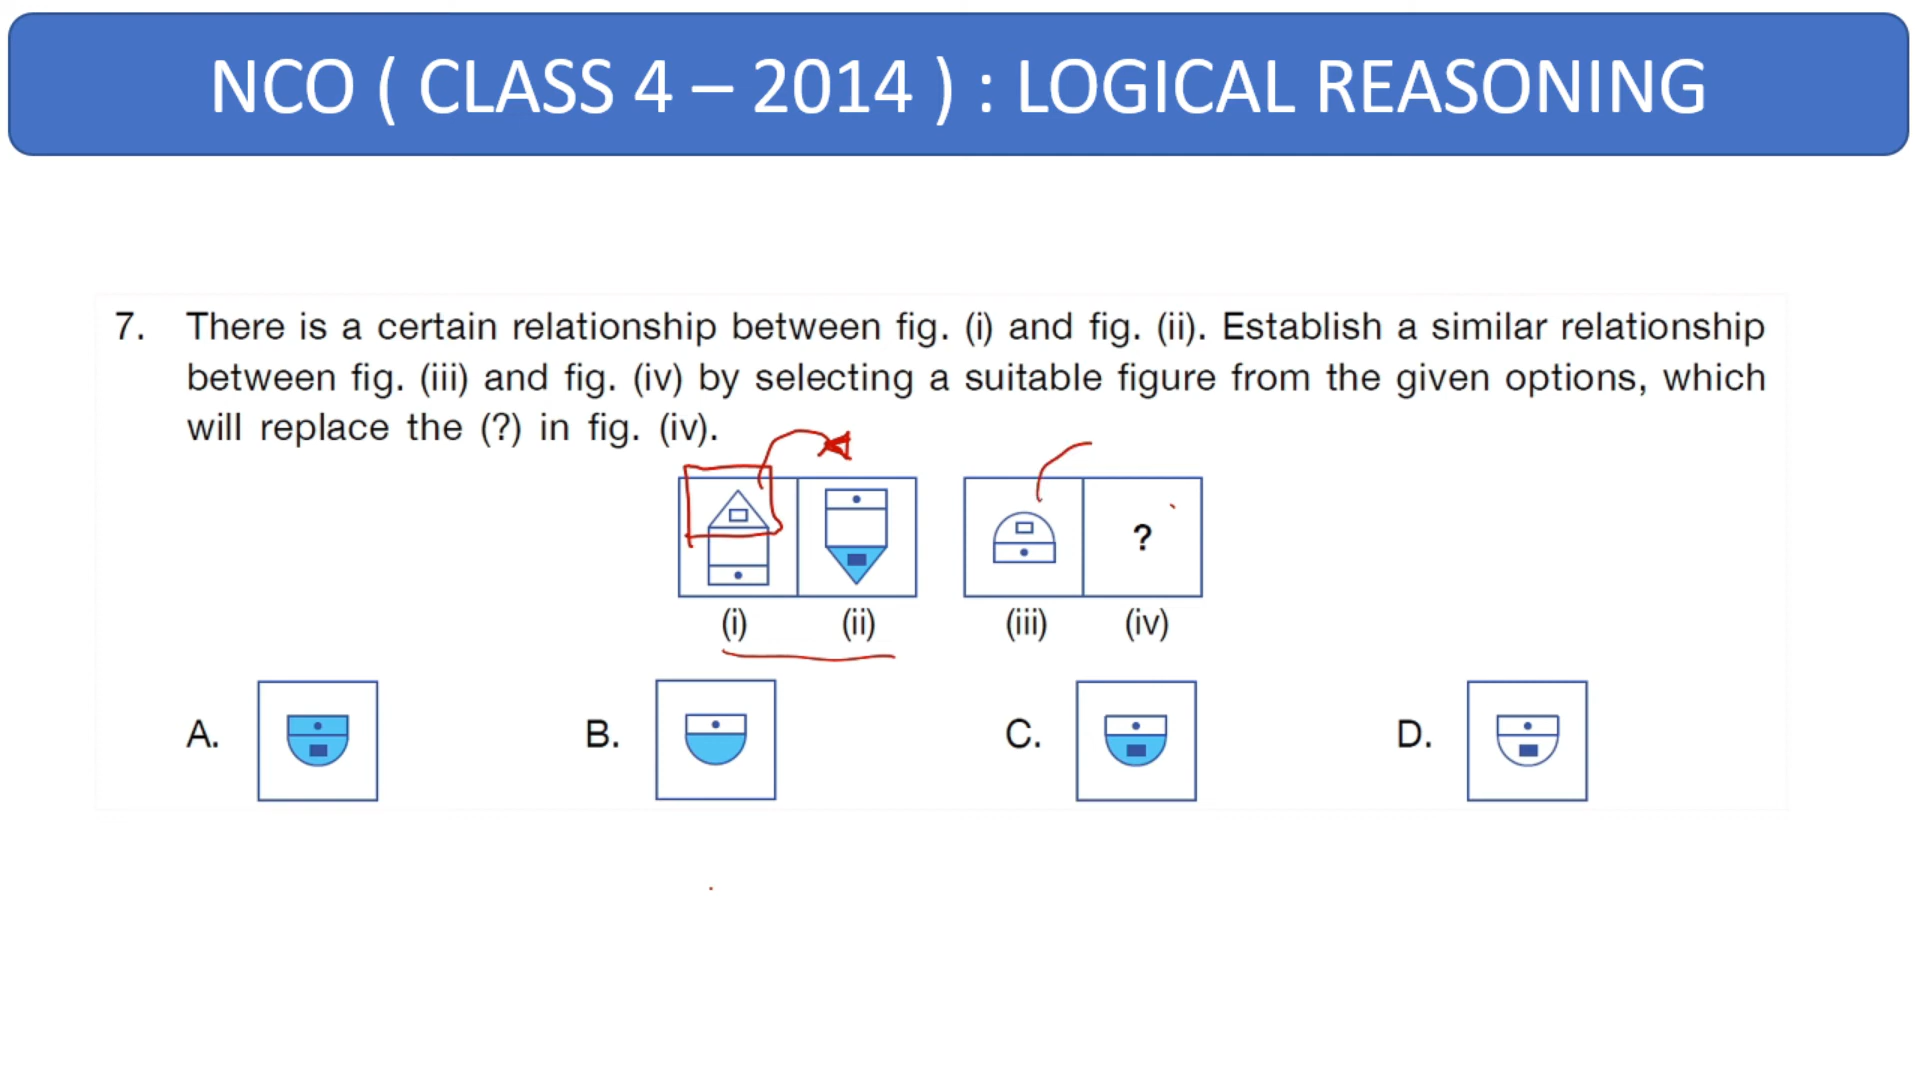 NCO ( CLASS 4 – 2014 ) : LOGICAL REASONING
7. There is a certain relationship between fig. (i) and fig. (ii). Establish a similar relationship
between fig. (iii) and fig. (iv) by selecting a suitable figure from the given options, which
will replace the (?) in fig. (iv).
?
(i) (ii) (iii) (iv)
A. B. C. D.